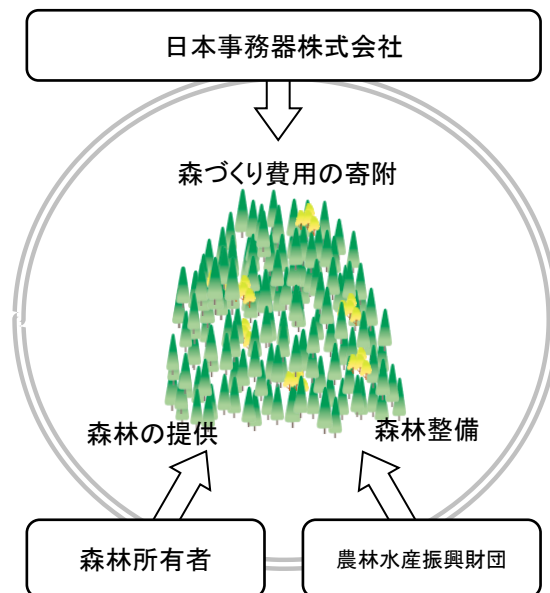 日本事務器株式会社
森づくり費用の寄附
森林の提供
森林整備
森林所有者
農林水産振興財団